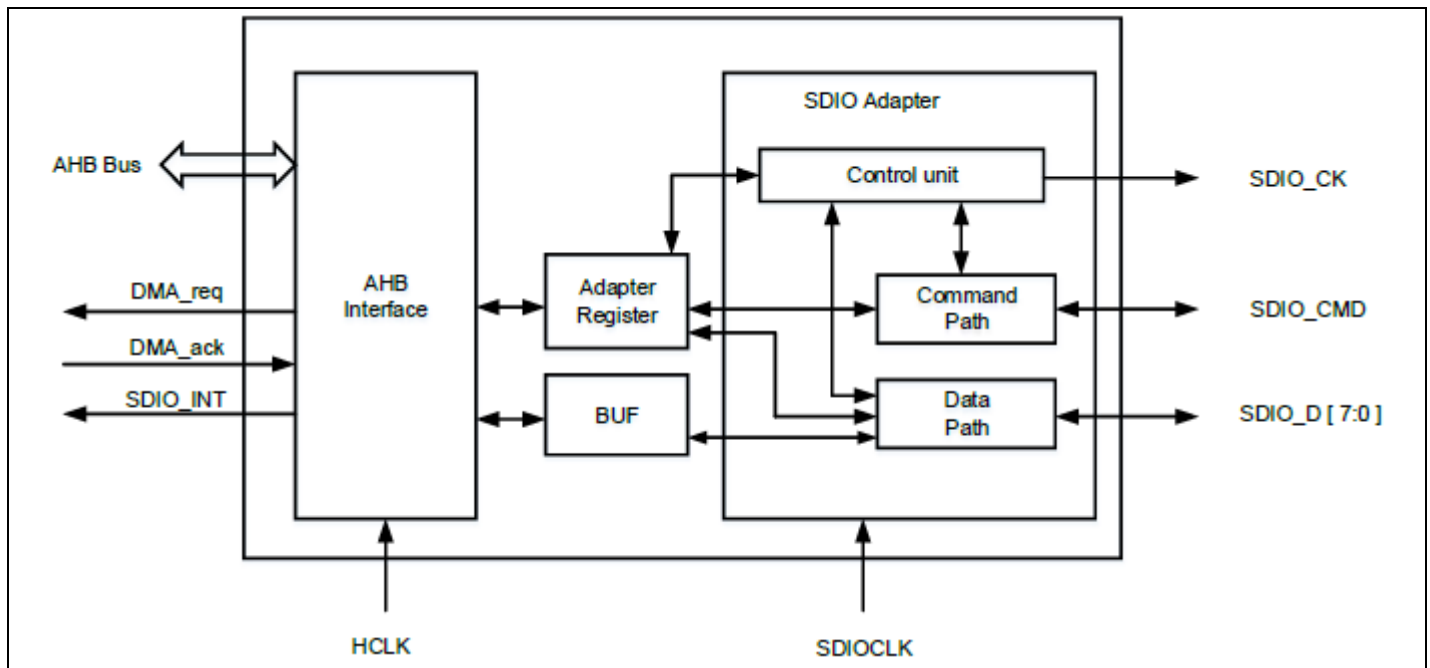 SDIO Adapter
AHB Bus
Control unit
SDIO_CK
DMA_req
AHB
Interface
Adapter
Register
Command
Path
SDIO_CMD
DMA_ack
SDIO_INT
BUF
Data
Path
SDIO_D [ 7:0 ]
HCLK
SDIOCLK